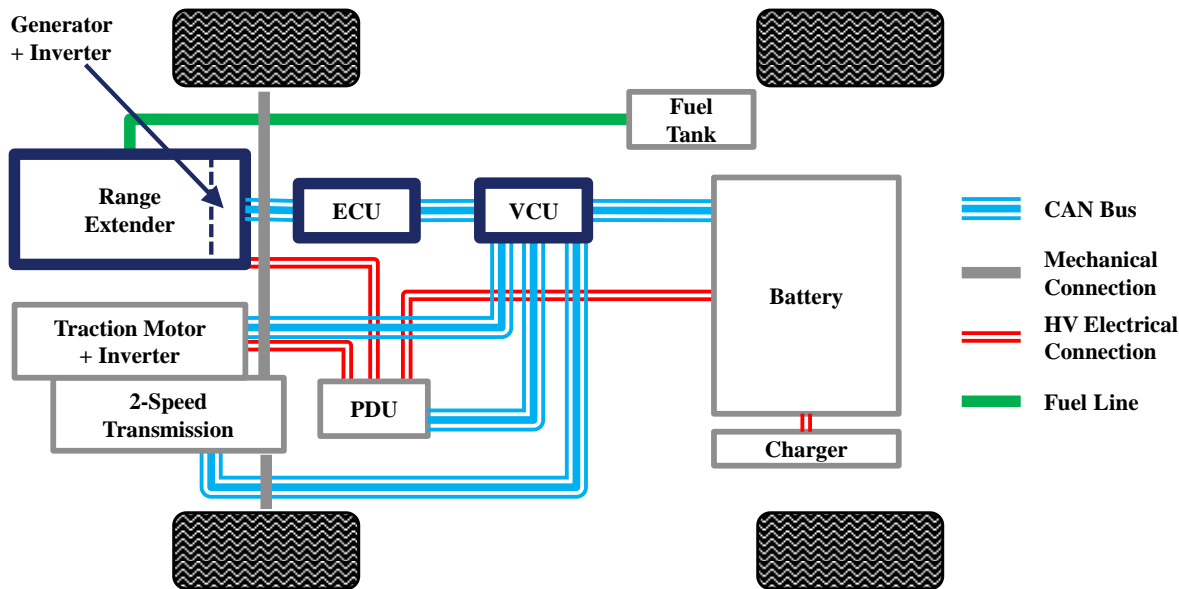 Generator
+ Inverter
Fuel
Tank
Range
Extender
ECU
VCU
Battery
CAN Bus
Mechanical
Connection
HV Electrical
Connection
Fuel Line
Traction Motor
+ Inverter
2-Speed
Transmission
PDU
Charger